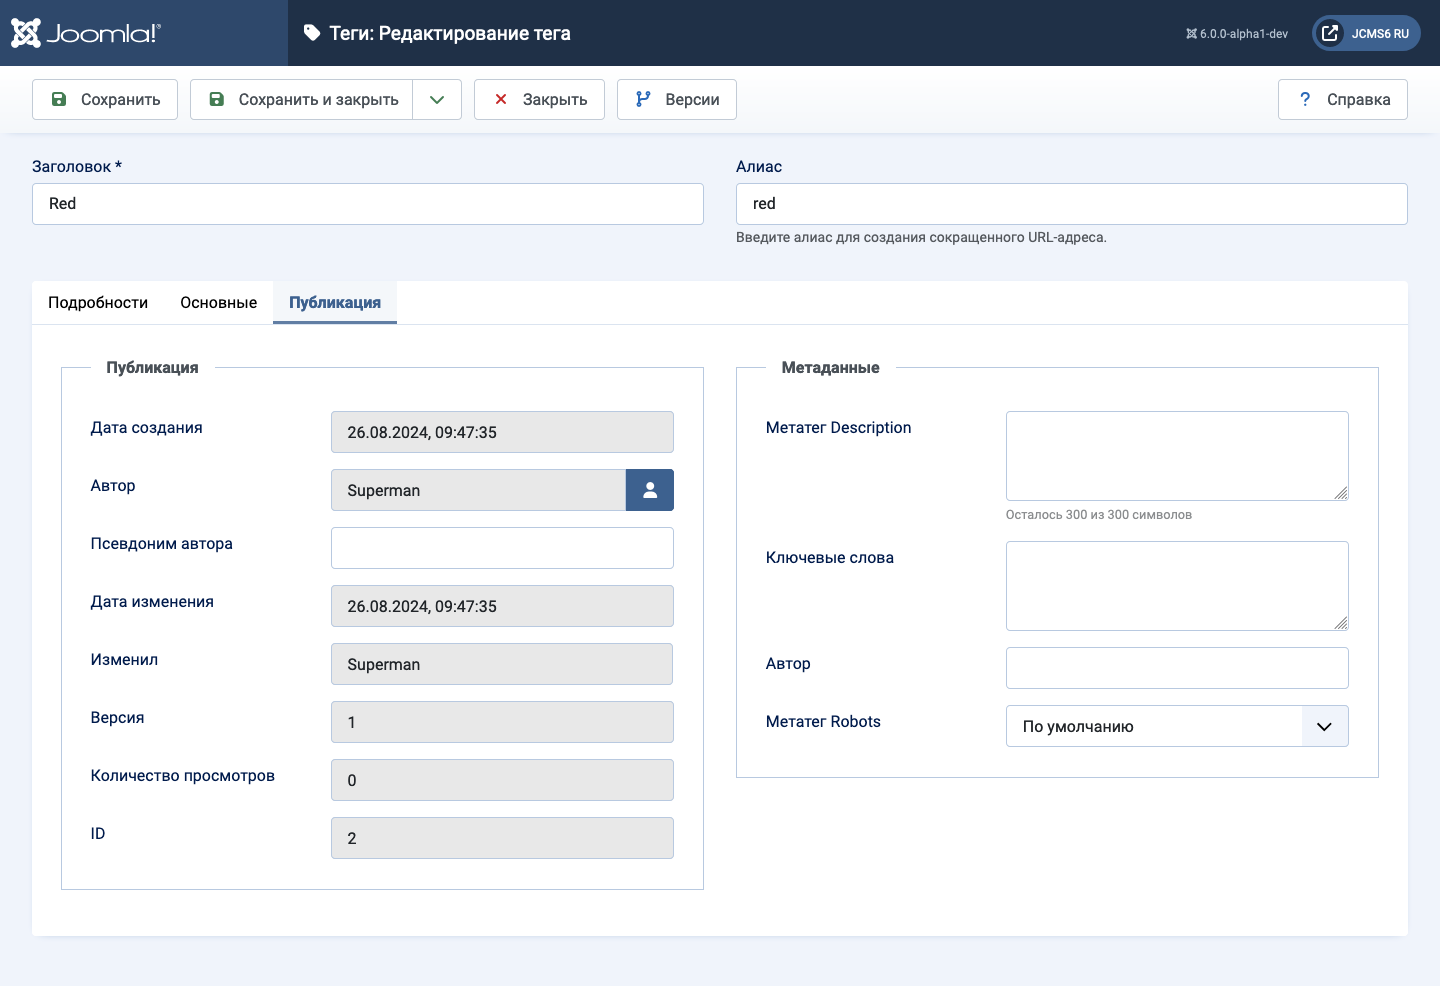 Joomla!®
Теги: Редактирование тега
6.0.0-alpha1-dev
JCMS6 RU
Сохранить
Сохранить и закрыть
Закрыть
Версии
? Справка
Заголовок *
Red
Алиас
red
Введите алиас для создания сокращенного URL-адреса.
Подробности
Основные
Публикация
Публикация
Дата создания
26.08.2024, 09:47:35
Автор
Superman
Псевдоним автора
Дата изменения
26.08.2024, 09:47:35
Изменил
Superman
Версия
1
Количество просмотров
0
ID
2
Метаданные
Метатег Description
Осталось 300 из 300 символов
Ключевые слова
Автор
Метатег Robots
По умолчанию